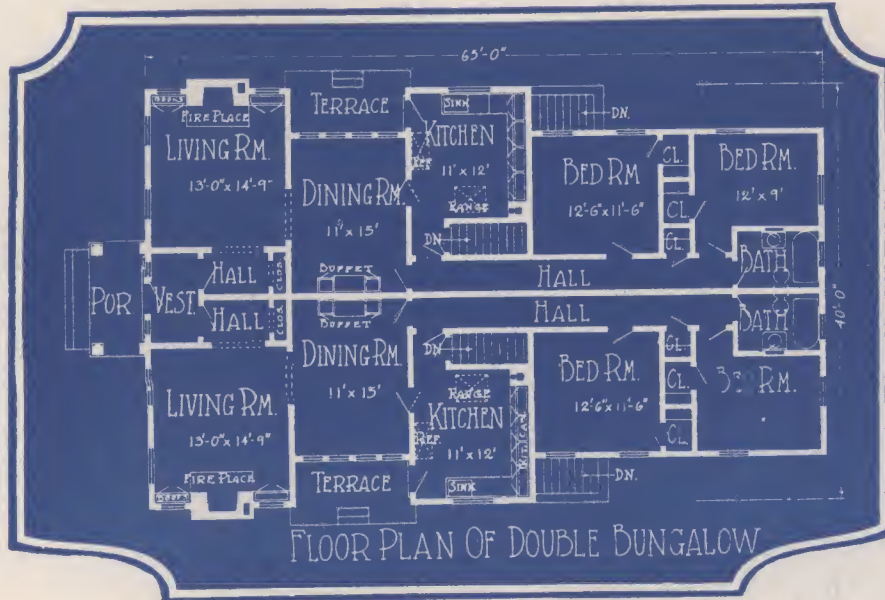 65'-0"
BOOKS
FIRE PLACE
LIVING RM.
13'-0" x 14'-9"
TERRACE
DINING RM.
11' x 15'
BUFFET
SINK
KITCHEN
11' x 12'
REF.
RANGE
DN
DN.
BED RM
12'-6" x 11'-6"
CL.
CL.
CL.
BED RM.
12' x 9'
BATH
HALL
HALL
CLOS.
VEST.
POR
HALL
CLOS.
HALL
BATH
40'-0"
BUFFET
DINING RM.
11' x 15'
LIVING RM.
13'-0" x 14'-9"
FIRE PLACE
BOOKS
TERRACE
DN
RANGE
KITCHEN
11' x 12'
REF.
SINK
DN.
BED RM.
12'6" x 11'-6"
CL.
CL.
CL.
RM.
FLOOR PLAN OF DOUBLE BUNGALOW